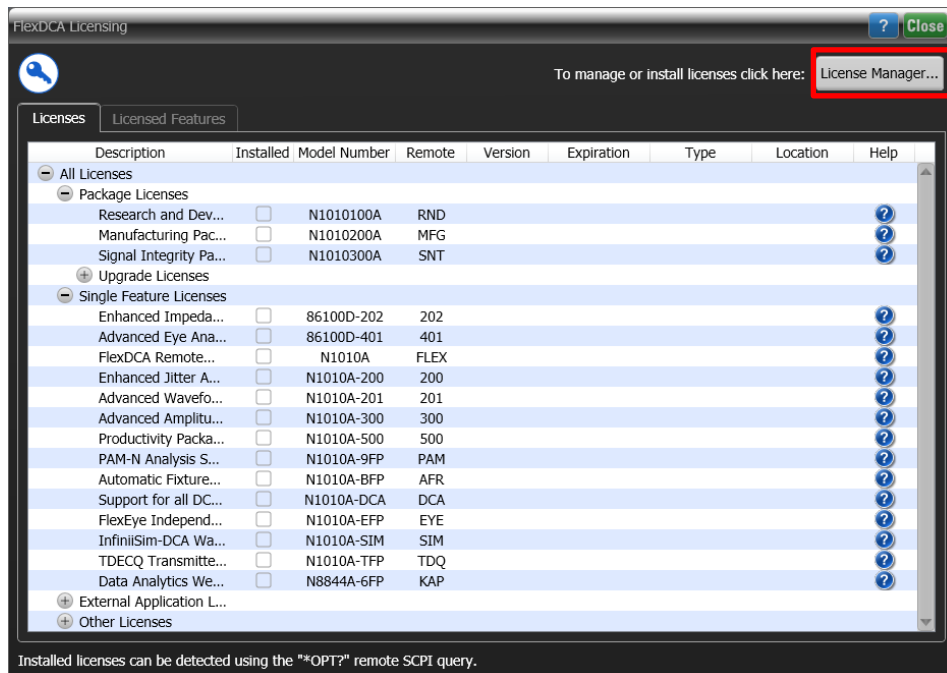 FlexDCA Licensing ? Close
To manage or install licenses click here: License Manager...
Licenses Licensed Features
Description Installed Model Number Remote Version Expiration Type Location Help
All Licenses
Package Licenses
Research and Dev... N1010100A RND ?
Manufacturing Pac... N1010200A MFG ?
Signal Integrity Pa... N1010300A SNT ?
Upgrade Licenses
Single Feature Licenses
Enhanced Impeda... 86100D-202 202 ?
Advanced Eye Ana... 86100D-401 401 ?
FlexDCA Remote... N1010A FLEX ?
Enhanced Jitter A... N1010A-200 200 ?
Advanced Wavefo... N1010A-201 201 ?
Advanced Amplitu... N1010A-300 300 ?
Productivity Packa... N1010A-500 500 ?
PAM-N Analysis S... N1010A-9FP PAM ?
Automatic Fixture... N1010A-BFP AFR ?
Support for all DC... N1010A-DCA DCA ?
FlexEye Independ... N1010A-EFP EYE ?
InfiniiSim-DCA Wa... N1010A-SIM SIM ?
TDECQ Transmitte... N1010A-TFP TDQ ?
Data Analytics We... N8844A-6FP KAP ?
External Application L...
Other Licenses
Installed licenses can be detected using the "*OPT?" remote SCPI query.